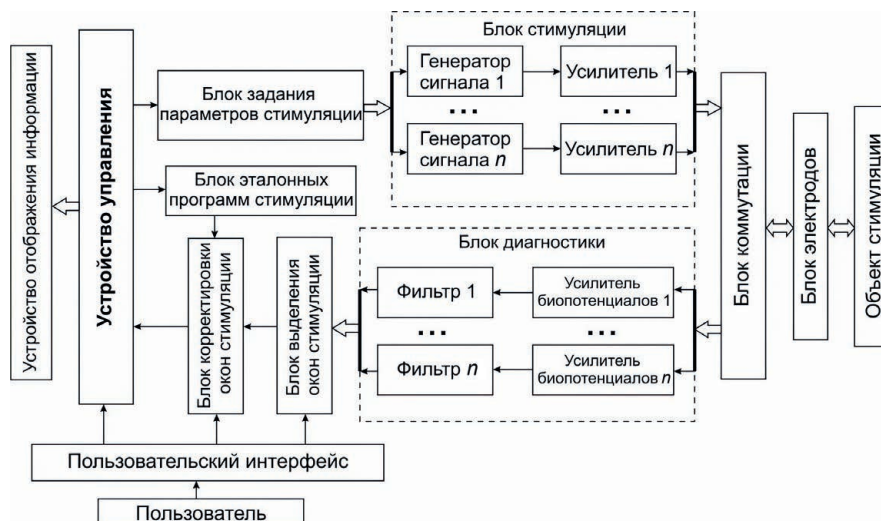 Устройство отображения информации
Устройство управления
Блок задания
параметров стимуляции
Блок эталонных
программ стимуляции
Блок корректировки
окон стимуляции
Блок выделения
окон стимуляции
Блок стимуляции
Генератор
сигнала 1
Усилитель 1
...
...
Генератор
сигнала n
Усилитель n
Блок диагностики
Фильтр 1
Усилитель
биопотенциалов 1
...
...
Фильтр n
Усилитель
биопотенциалов n
Блок коммутации
Блок электродов
Объект стимуляции
Пользовательский интерфейс
Пользователь